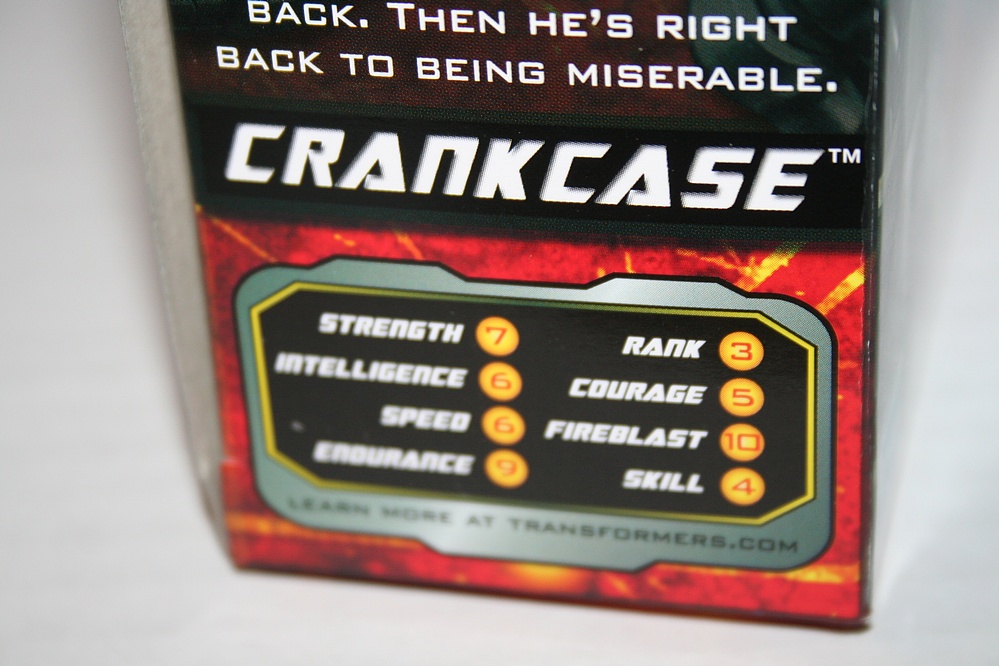 BACK. THEN HE'S RIGHT
BACK TO BEING MISERABLE.
CRANKCASE™
STRENGTH 7
INTELLIGENCE 6
SPEED 6
ENDURANCE 9
RANK 3
COURAGE 5
FIREBLAST 10
SKILL 4
LEARN MORE AT TRANSFORMERS.COM